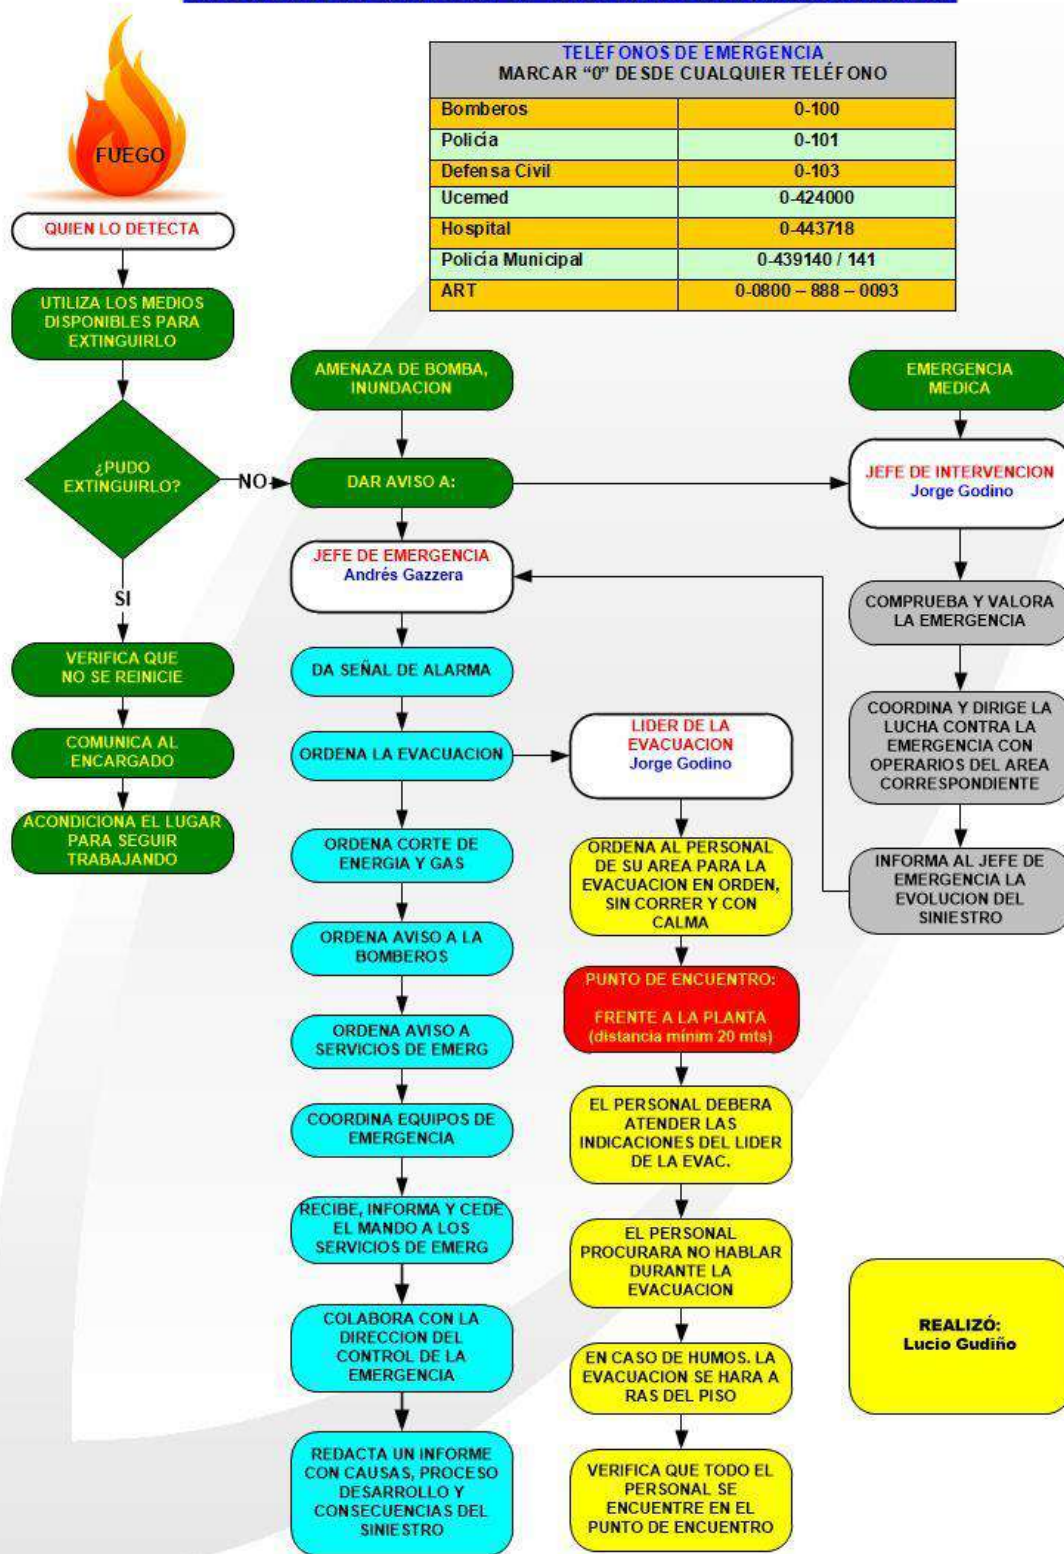 TELÉFONOS DE EMERGENCIA
MARCAR “0” DESDE CUALQUIER TELÉFONO
Bomberos 0-100
Policía 0-101
Defensa Civil 0-103
Ucemed 0-424000
Hospital 0-443718
Policía Municipal 0-439140 / 141
ART 0-0800 – 888 – 0093
FUEGO
QUIEN LO DETECTA
UTILIZA LOS MEDIOS
DISPONIBLES PARA
EXTINGUIRLO
¿PUDO
EXTINGUIRLO?
NO
SI
VERIFICA QUE
NO SE REINICIE
COMUNICA AL
ENCARGADO
ACONDICIONA EL LUGAR
PARA SEGUIR
TRABAJANDO
AMENAZA DE BOMBA,
INUNDACION
DAR AVISO A:
JEFE DE EMERGENCIA
Andrés Gazzera
DA SEÑAL DE ALARMA
ORDENA LA EVACUACION
ORDENA CORTE DE
ENERGIA Y GAS
ORDENA AVISO A LA
BOMBEROS
ORDENA AVISO A
SERVICIOS DE EMERG
COORDINA EQUIPOS DE
EMERGENCIA
RECIBE, INFORMA Y CEDE
EL MANDO A LOS
SERVICIOS DE EMERG
COLABORA CON LA
DIRECCION DEL
CONTROL DE LA
EMERGENCIA
REDACTA UN INFORME
CON CAUSAS, PROCESO
DESARROLLO Y
CONSECUENCIAS DEL
SINIESTRO
LIDER DE LA
EVACUACION
Jorge Godino
ORDENA AL PERSONAL
DE SU AREA PARA LA
EVACUACION EN ORDEN,
SIN CORRER Y CON
CALMA
PUNTO DE ENCUENTRO:
FRENTE A LA PLANTA
(distancia mínim 20 mts)
EL PERSONAL DEBERA
ATENDER LAS
INDICACIONES DEL LIDER
DE LA EVAC.
EL PERSONAL
PROCURARA NO HABLAR
DURANTE LA
EVACUACION
EN CASO DE HUMOS. LA
EVACUACION SE HARA A
RAS DEL PISO
VERIFICA QUE TODO EL
PERSONAL SE
ENCUENTRE EN EL
PUNTO DE ENCUENTRO
EMERGENCIA
MEDICA
JEFE DE INTERVENCION
Jorge Godino
COMPRUEBA Y VALORA
LA EMERGENCIA
COORDINA Y DIRIGE LA
LUCHA CONTRA LA
EMERGENCIA CON
OPERARIOS DEL AREA
CORRESPONDIENTE
INFORMA AL JEFE DE
EMERGENCIA LA
EVOLUCION DEL
SINIESTRO
REALIZÓ:
Lucio Gudiño